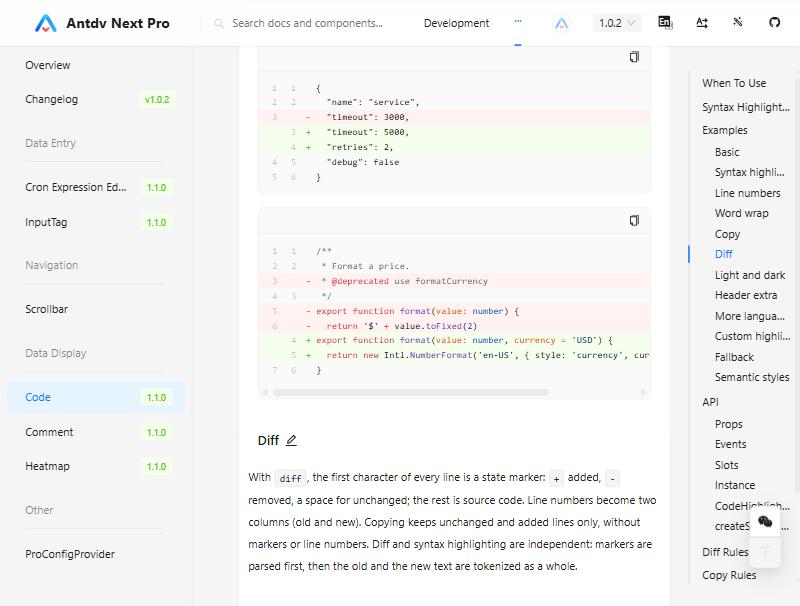 Antdv Next Pro
Search docs and components...
Development
···
1.0.2
En
Overview
Changelog v1.0.2
Data Entry
Cron Expression Ed... 1.1.0
InputTag 1.1.0
Navigation
Scrollbar
Data Display
Code 1.1.0
Comment 1.1.0
Heatmap 1.1.0
Other
ProConfigProvider
1 1 {
2 2 "name": "service",
3 - "timeout": 3000,
3 + "timeout": 5000,
4 + "retries": 2,
4 5 "debug": false
5 6 }
1 1 /**
2 2 * Format a price.
3 - * @deprecated use formatCurrency
4 3 */
5 - export function format(value: number) {
6 - return '$' + value.toFixed(2)
4 + export function format(value: number, currency = 'USD') {
5 + return new Intl.NumberFormat('en-US', { style: 'currency', cur
7 6 }
Diff
With diff , the first character of every line is a state marker: + added, -
removed, a space for unchanged; the rest is source code. Line numbers become two
columns (old and new). Copying keeps unchanged and added lines only, without
markers or line numbers. Diff and syntax highlighting are independent: markers are
parsed first, then the old and the new text are tokenized as a whole.
When To Use
Syntax Highlight...
Examples
Basic
Syntax highli...
Line numbers
Word wrap
Copy
Diff
Light and dark
Header extra
More langua...
Custom highli...
Fallback
Semantic styles
API
Props
Events
Slots
Instance
CodeHighligh...
createS
Diff Rules
Copy Rules